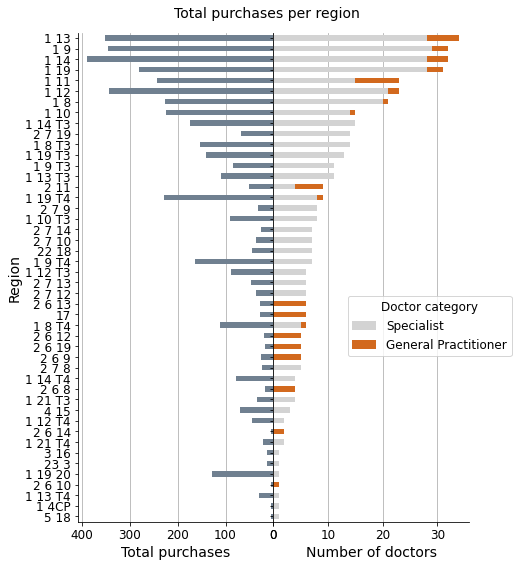 Total purchases per region
1 13
1 9
1 14
1 19
1 11
1 12
1 8
1 10
1 14 T3
2 7 19
1 8 T3
1 19 T3
1 9 T3
1 13 T3
2 11
1 19 T4
2 7 9
1 10 T3
2 7 14
2 7 10
22 18
1 9 T4
1 12 T3
2 7 13
2 7 12
2 6 13
17
1 8 T4
2 6 12
2 6 19
2 6 9
2 7 8
1 14 T4
2 6 8
1 21 T3
4 15
1 12 T4
2 6 14
1 21 T4
3 16
23 3
1 19 20
2 6 10
1 13 T4
1 4CP
5 18
Region
Doctor category
Specialist
General Practitioner
400 300 200 100 0
0 10 20 30
Total purchases
Number of doctors